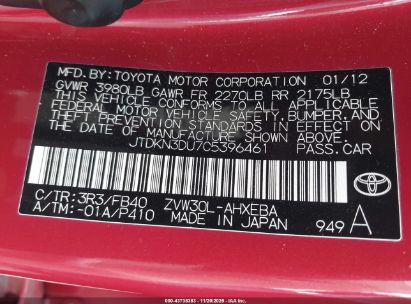 MFD. BY: TOYOTA MOTOR CORPORATION 01/12
GVWR 3980LB GAWR FR 2270LB RR 2175LB
THIS VEHICLE CONFORMS TO ALL APPLICABLE
FEDERAL MOTOR VEHICLE SAFETY, BUMPER, AND
THEFT PREVENTION STANDARDS IN EFFECT ON
THE DATE OF MANUFACTURE SHOWN ABOVE.
JTDKN3DU7C5396461 PASS.CAR
C/TR: 3R3/FB40 ZVW30L-AHXEBA
A/TM: -01A/P410 MADE IN JAPAN 949 A
TOYOTA